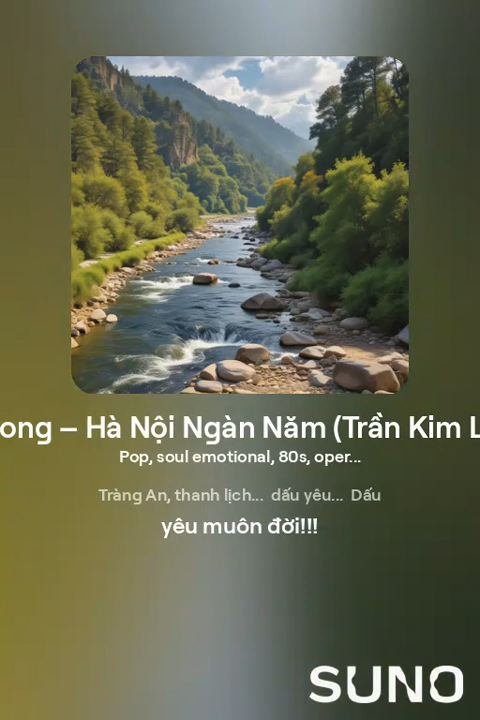 ong – Hà Nội Ngàn Năm (Trần Kim L
Pop, soul emotional, 80s, oper...
Tràng An, thanh lịch... dấu yêu... Dấu
yêu muôn đời!!!
SUNO